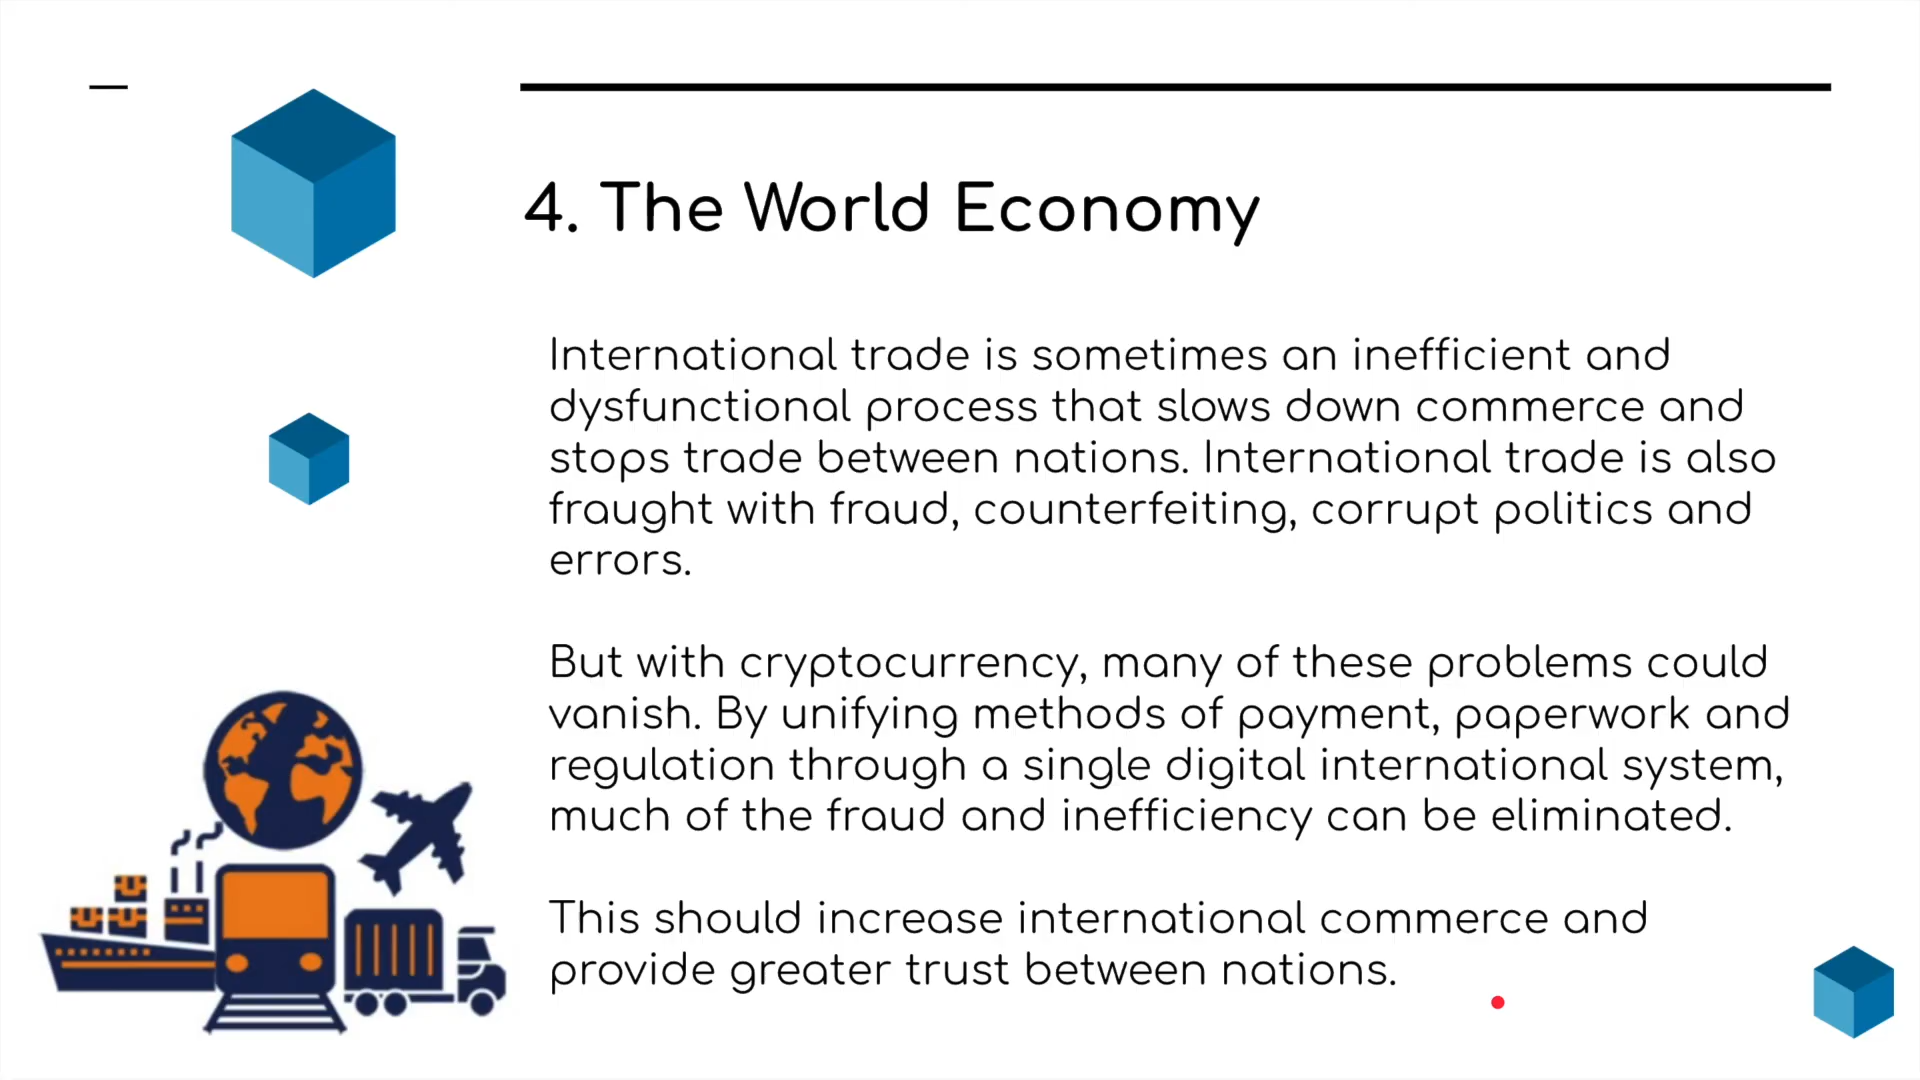 4. The World Economy
International trade is sometimes an inefficient and
dysfunctional process that slows down commerce and
stops trade between nations. International trade is also
fraught with fraud, counterfeiting, corrupt politics and
errors.
But with cryptocurrency, many of these problems could
vanish. By unifying methods of payment, paperwork and
regulation through a single digital international system,
much of the fraud and inefficiency can be eliminated.
This should increase international commerce and
provide greater trust between nations.